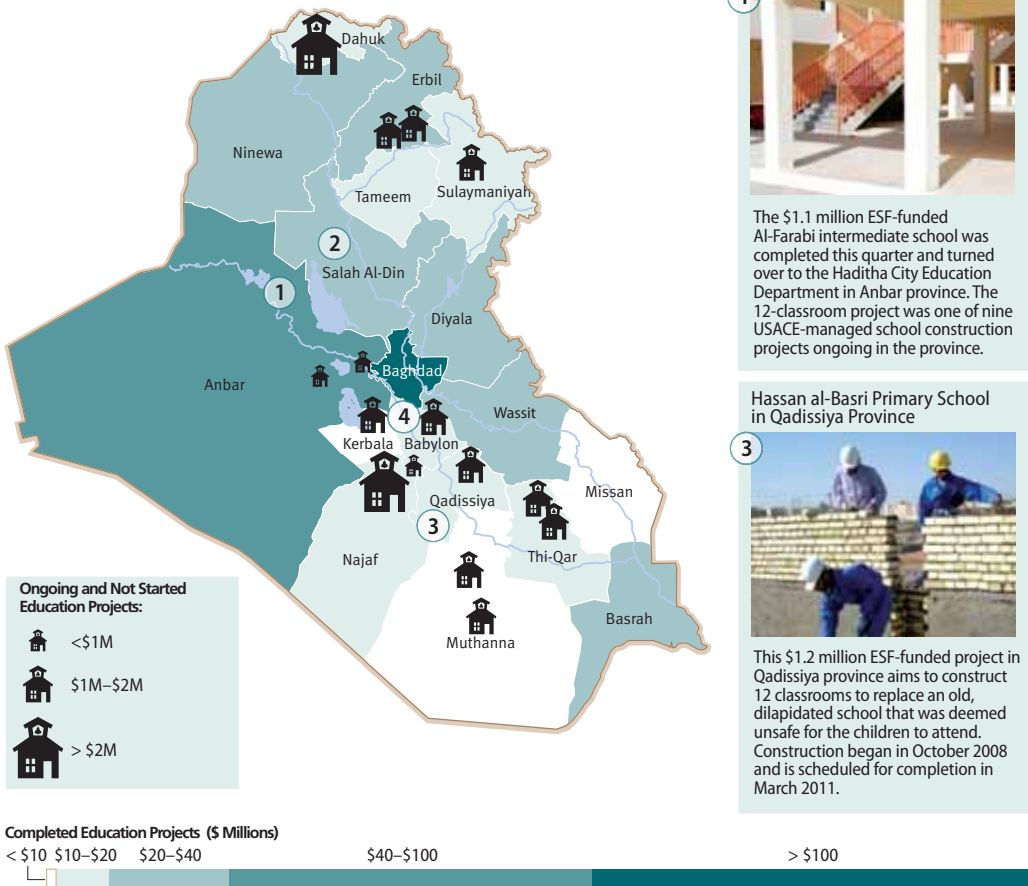 Dahuk
Erbil
Ninewa
Tameem
Sulaymaniyah
2
Salah Al-Din
1
Diyala
Baghdad
Anbar
4
Wassit
Kerbala
Babylon
Missan
Qadissiya
3
Najaf
Thi-Qar
Basrah
Muthanna
Ongoing and Not Started
Education Projects:
<$1M
$1M–$2M
> $2M
The $1.1 million ESF-funded
Al-Farabi intermediate school was
completed this quarter and turned
over to the Haditha City Education
Department in Anbar province. The
12-classroom project was one of nine
USACE-managed school construction
projects ongoing in the province.
Hassan al-Basri Primary School
in Qadissiya Province
3
This $1.2 million ESF-funded project in
Qadissiya province aims to construct
12 classrooms to replace an old,
dilapidated school that was deemed
unsafe for the children to attend.
Construction began in October 2008
and is scheduled for completion in
March 2011.
Completed Education Projects ($ Millions)
< $10 $10–$20 $20–$40 $40–$100 > $100